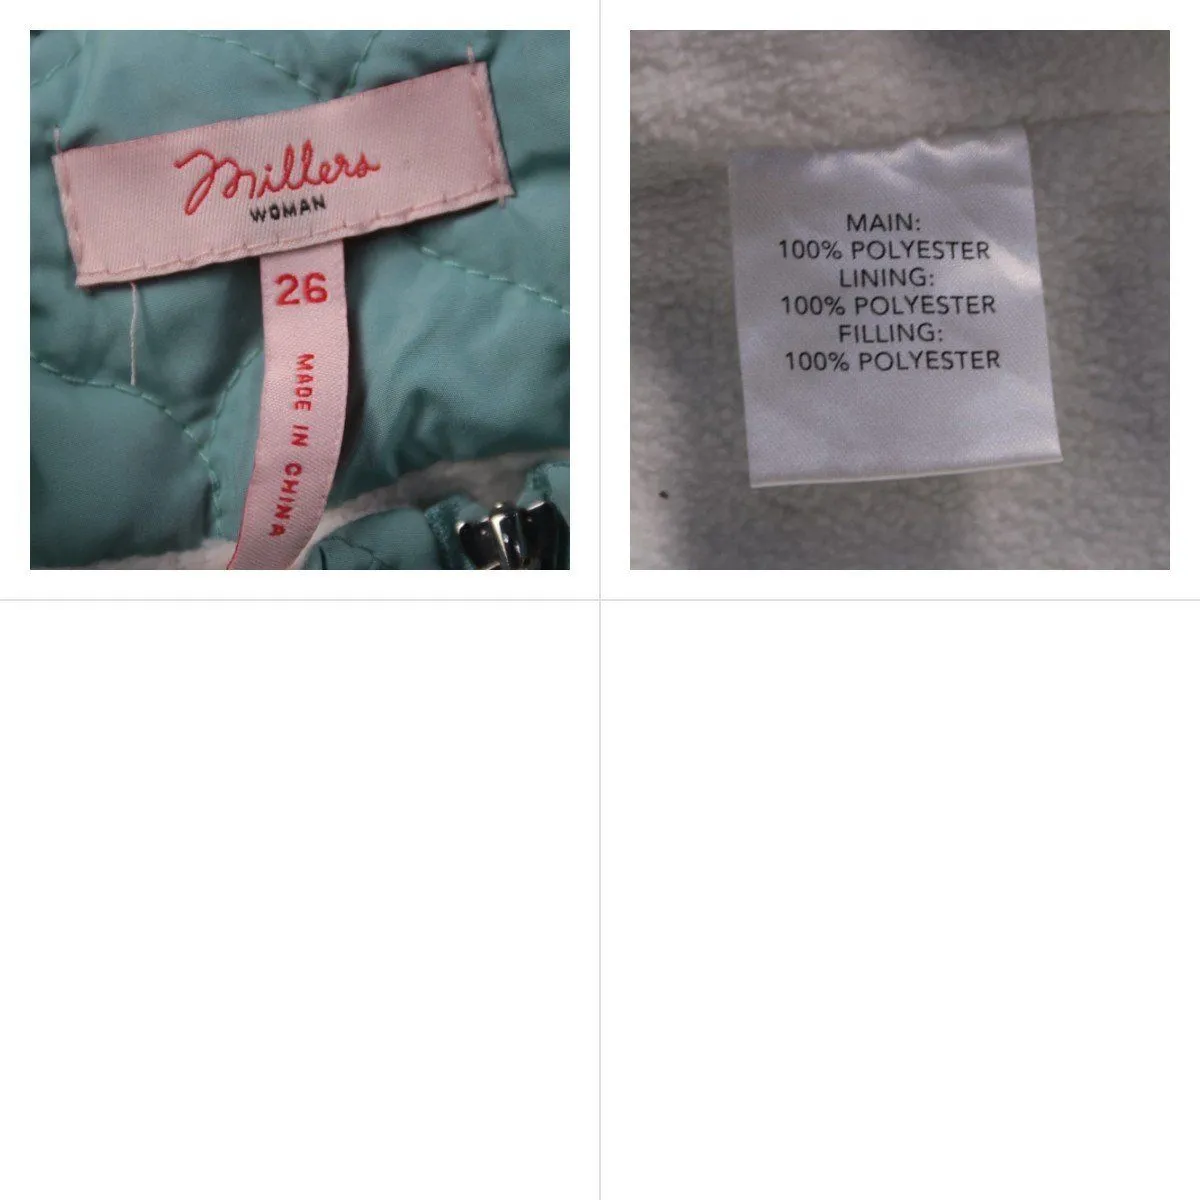 Millers
WOMAN
26
MADE IN CHINA
MAIN:
100% POLYESTER
LINING:
100% POLYESTER
FILLING:
100% POLYESTER